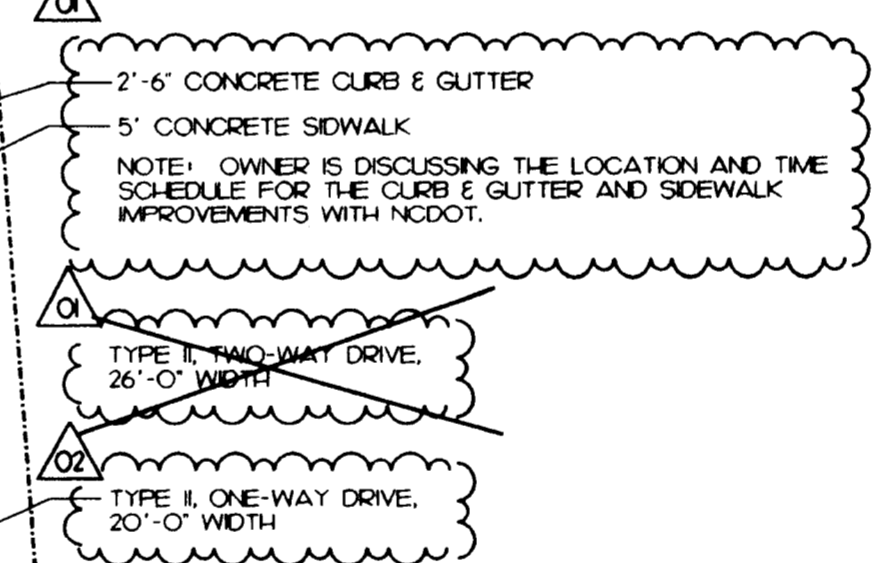 01
2'-6" CONCRETE CURB & GUTTER
5' CONCRETE SIDWALK
NOTE: OWNER IS DISCUSSING THE LOCATION AND TIME
SCHEDULE FOR THE CURB & GUTTER AND SIDEWALK
IMPROVEMENTS WITH NCDOT.
01
TYPE II, TWO-WAY DRIVE,
26'-0" WIDTH
02
TYPE II, ONE-WAY DRIVE,
20'-0" WIDTH